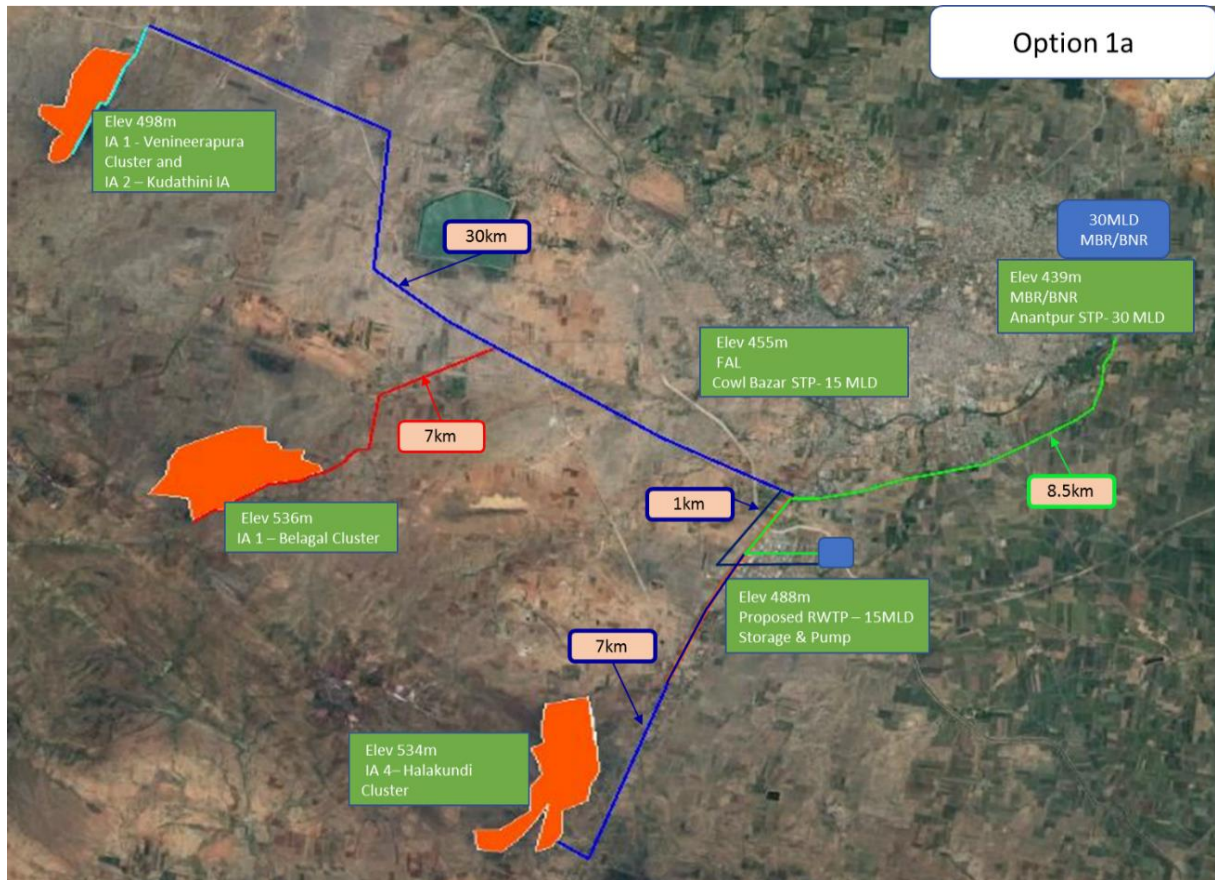 Option 1a
Elev 498m
IA 1 - Venineerapura
Cluster and
IA 2 – Kudathini IA
30km
30MLD
MBR/BNR
Elev 439m
MBR/BNR
Anantpur STP- 30 MLD
Elev 455m
FAL
Cowl Bazar STP- 15 MLD
7km
8.5km
1km
Elev 536m
IA 1 – Belagal Cluster
Elev 488m
Proposed RWTP – 15MLD
Storage & Pump
7km
Elev 534m
IA 4– Halakundi
Cluster